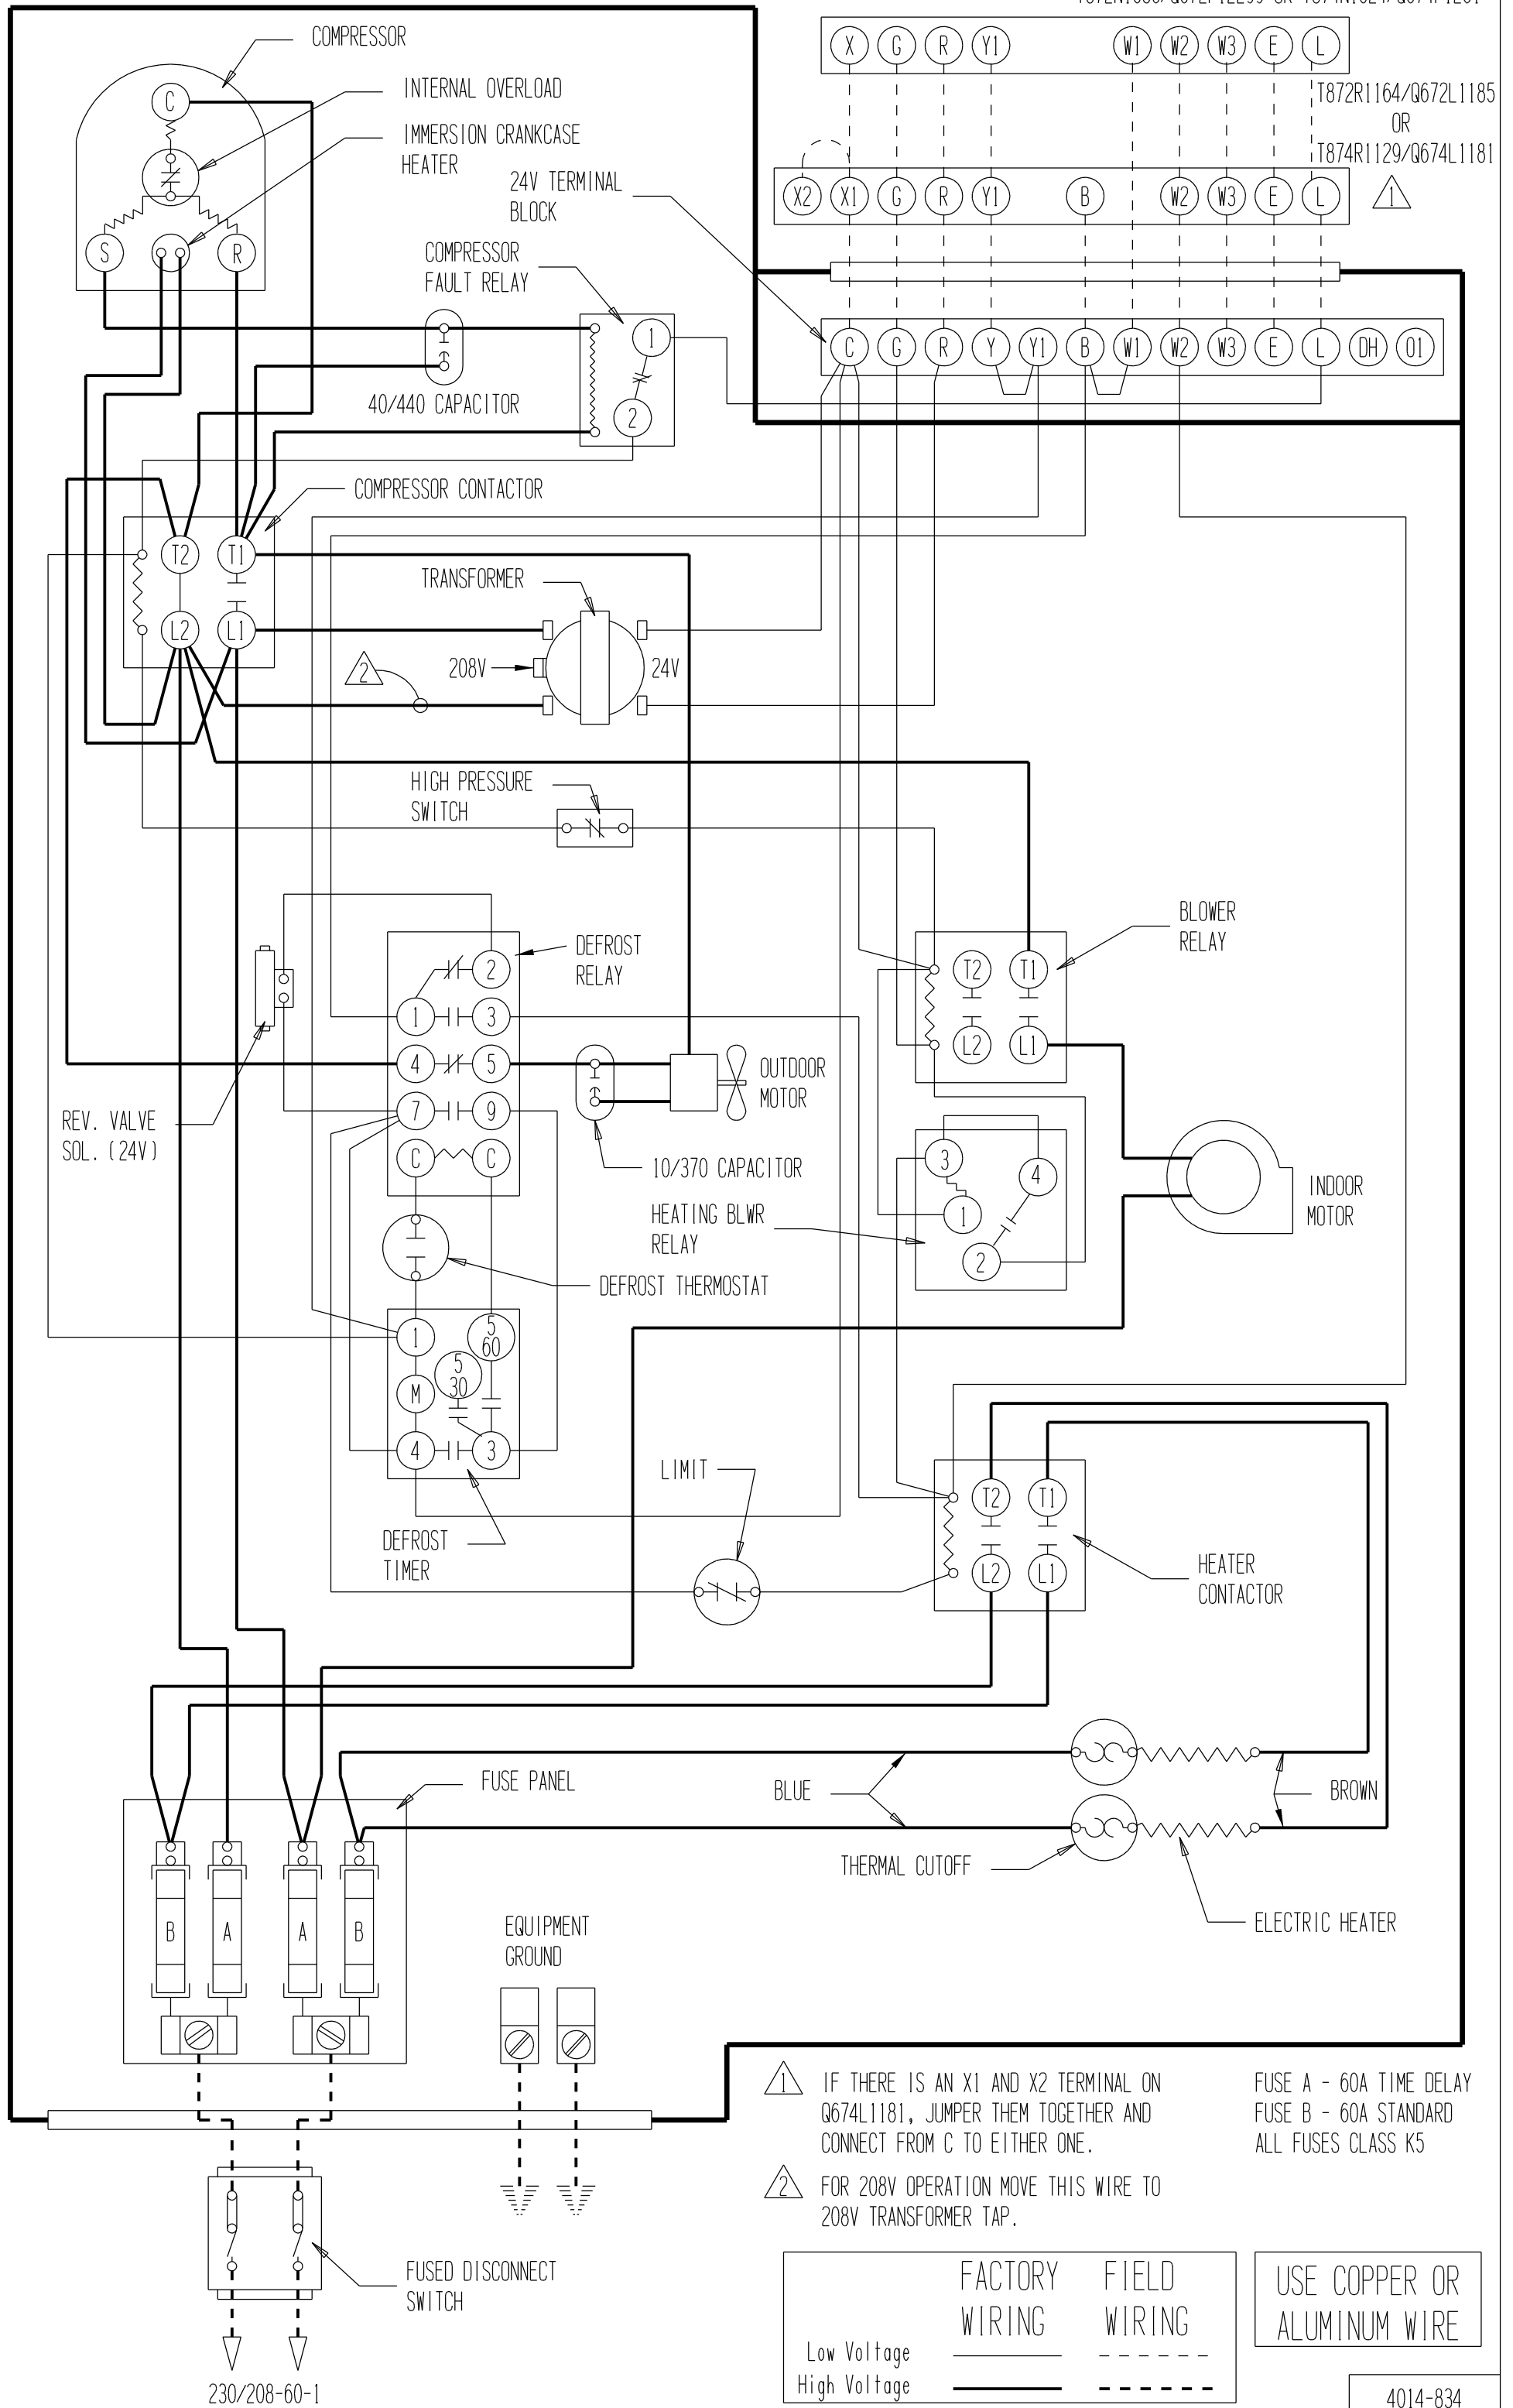 X G R Y1 W1 W2 W3 E L
COMPRESSOR
C
INTERNAL OVERLOAD
IMMERSION CRANKCASE
HEATER
T872R1164/Q672L1185
OR
T874R1129/Q674L1181
24V TERMINAL
BLOCK
X2 X1 G R Y1 B W2 W3 E L
1
S R
COMPRESSOR
FAULT RELAY
1
2
C G R Y Y1 B W1 W2 W3 E L DH O1
40/440 CAPACITOR
COMPRESSOR CONTACTOR
T2 T1
L2 L1
TRANSFORMER
2
208V
24V
HIGH PRESSURE
SWITCH
BLOWER
RELAY
DEFROST
RELAY
2
1 3
4 5
7 9
C C
T2 T1
L2 L1
OUTDOOR
MOTOR
REV. VALVE
SOL. (24V)
10/370 CAPACITOR
3
4
1
2
HEATING BLWR
RELAY
INDOOR
MOTOR
DEFROST THERMOSTAT
1
5
60
5
30
M
4 3
LIMIT
DEFROST
TIMER
T2 T1
L2 L1
HEATER
CONTACTOR
FUSE PANEL
BLUE
BROWN
THERMAL CUTOFF
ELECTRIC HEATER
B A A B
EQUIPMENT
GROUND
1 IF THERE IS AN X1 AND X2 TERMINAL ON
Q674L1181, JUMPER THEM TOGETHER AND
CONNECT FROM C TO EITHER ONE.
2 FOR 208V OPERATION MOVE THIS WIRE TO
208V TRANSFORMER TAP.
FUSE A - 60A TIME DELAY
FUSE B - 60A STANDARD
ALL FUSES CLASS K5
FUSED DISCONNECT
SWITCH
230/208-60-1
FACTORY
WIRING
FIELD
WIRING
Low Voltage
High Voltage
USE COPPER OR
ALUMINUM WIRE
4014-834